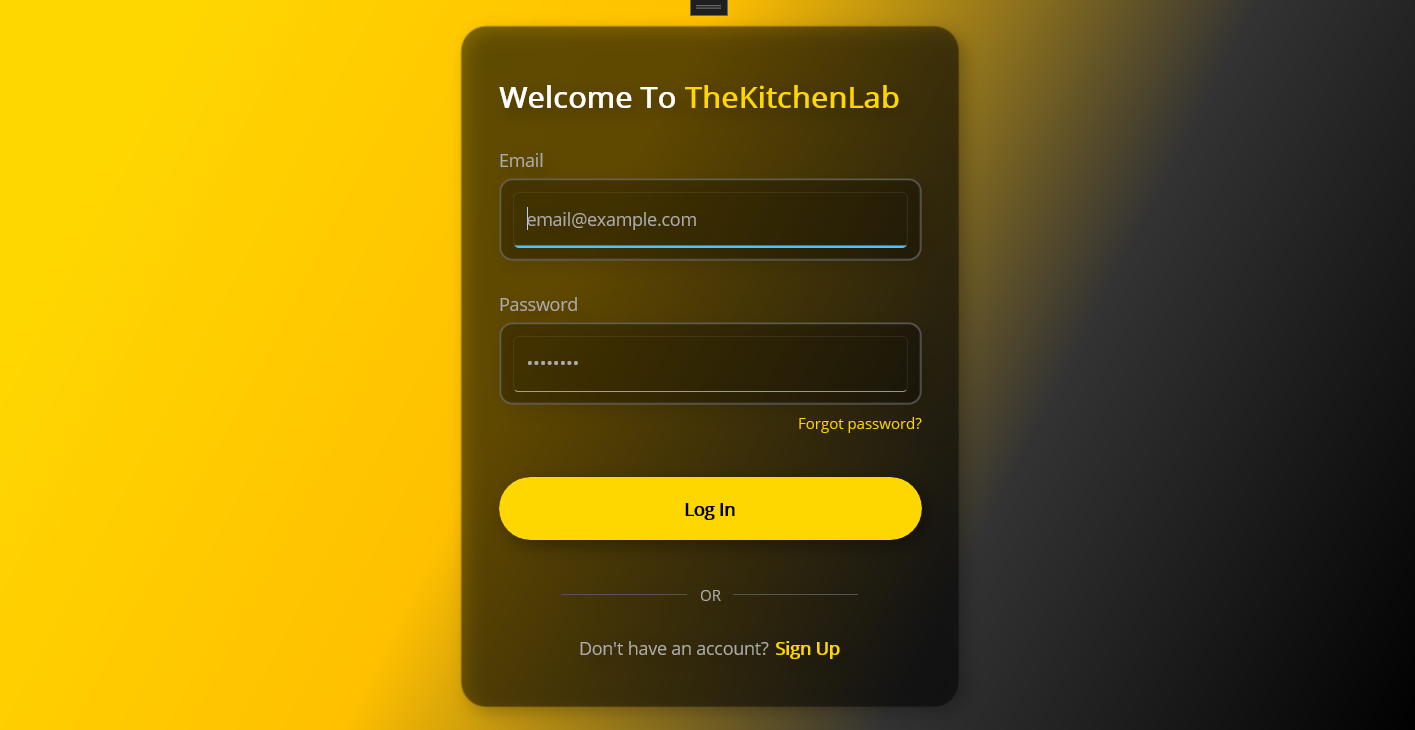 Welcome To TheKitchenLab
Email
email@example.com
Password
••••••••
Forgot password?
Log In
OR
Don't have an account? Sign Up